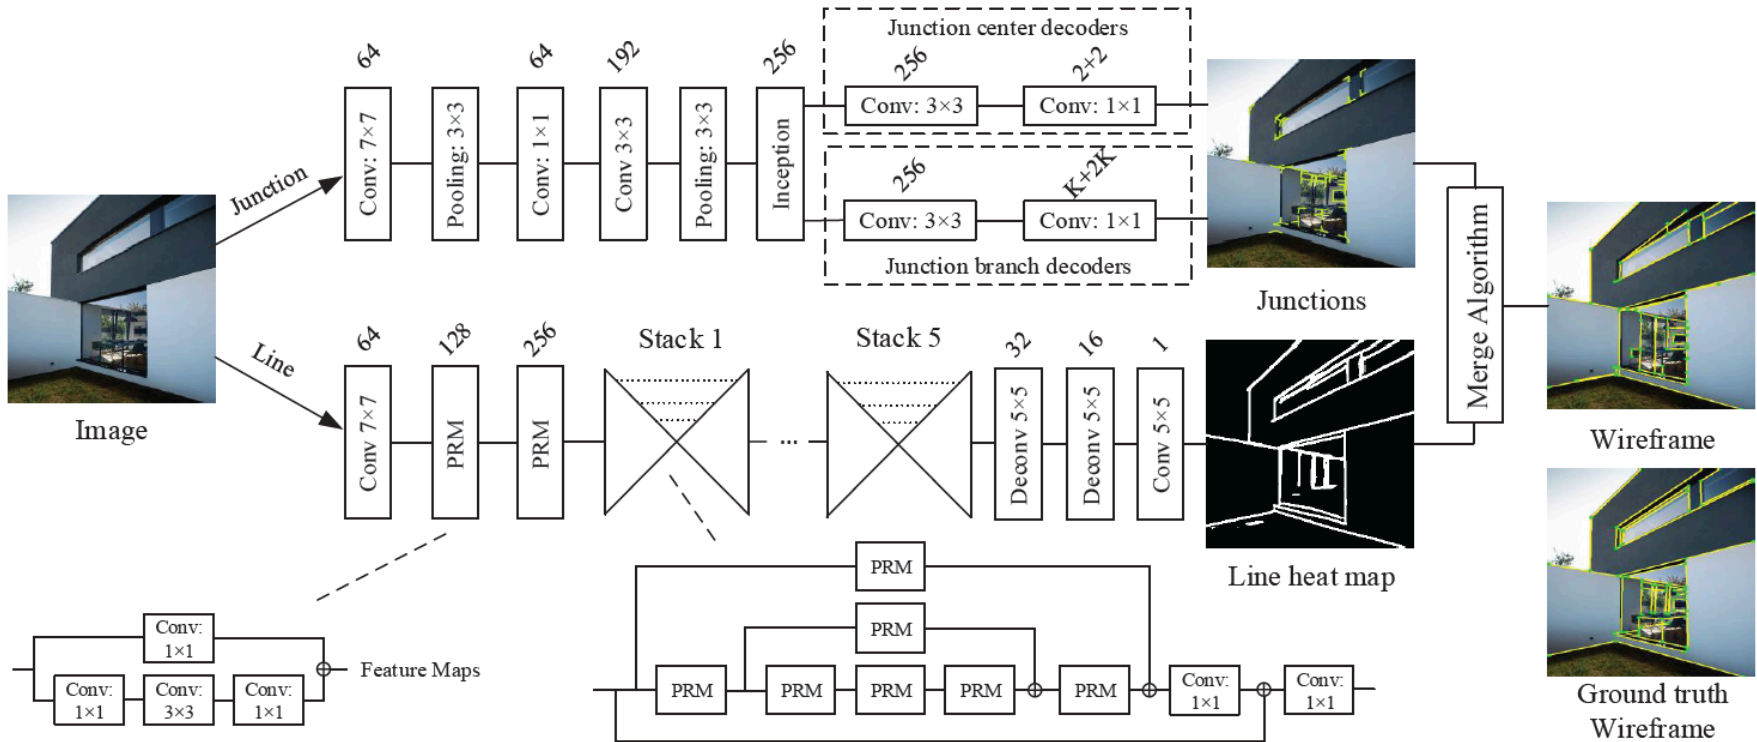 Junction center decoders
64
64
192
256
256
2+2
Conv: 7×7
Pooling: 3×3
Conv: 1×1
Conv 3×3
Pooling: 3×3
Inception
Conv: 3×3
Conv: 1×1
Junction
256
K+2K
Conv: 3×3
Conv: 1×1
Junction branch decoders
Junctions
Merge Algorithm
Image
Line
64
128
256
Stack 1
Stack 5
32
16
1
Conv 7×7
PRM
PRM
...
Deconv 5×5
Deconv 5×5
Conv 5×5
Line heat map
Wireframe
Conv:
1×1
Conv:
1×1
Conv:
3×3
Conv:
1×1
Feature Maps
PRM
PRM
PRM
PRM
PRM
PRM
PRM
Conv:
1×1
Conv:
1×1
Ground truth
Wireframe